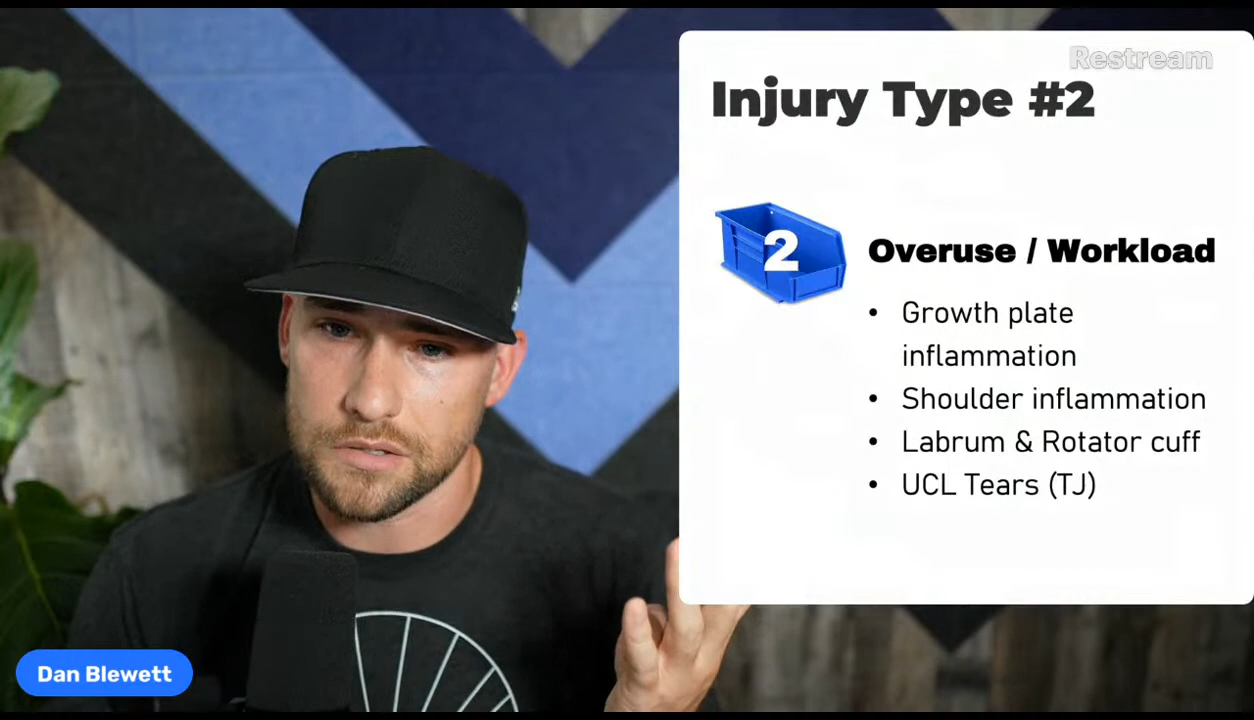 Restream
Injury Type #2
2
Overuse / Workload
• Growth plate
inflammation
• Shoulder inflammation
• Labrum & Rotator cuff
• UCL Tears (TJ)
Dan Blewett